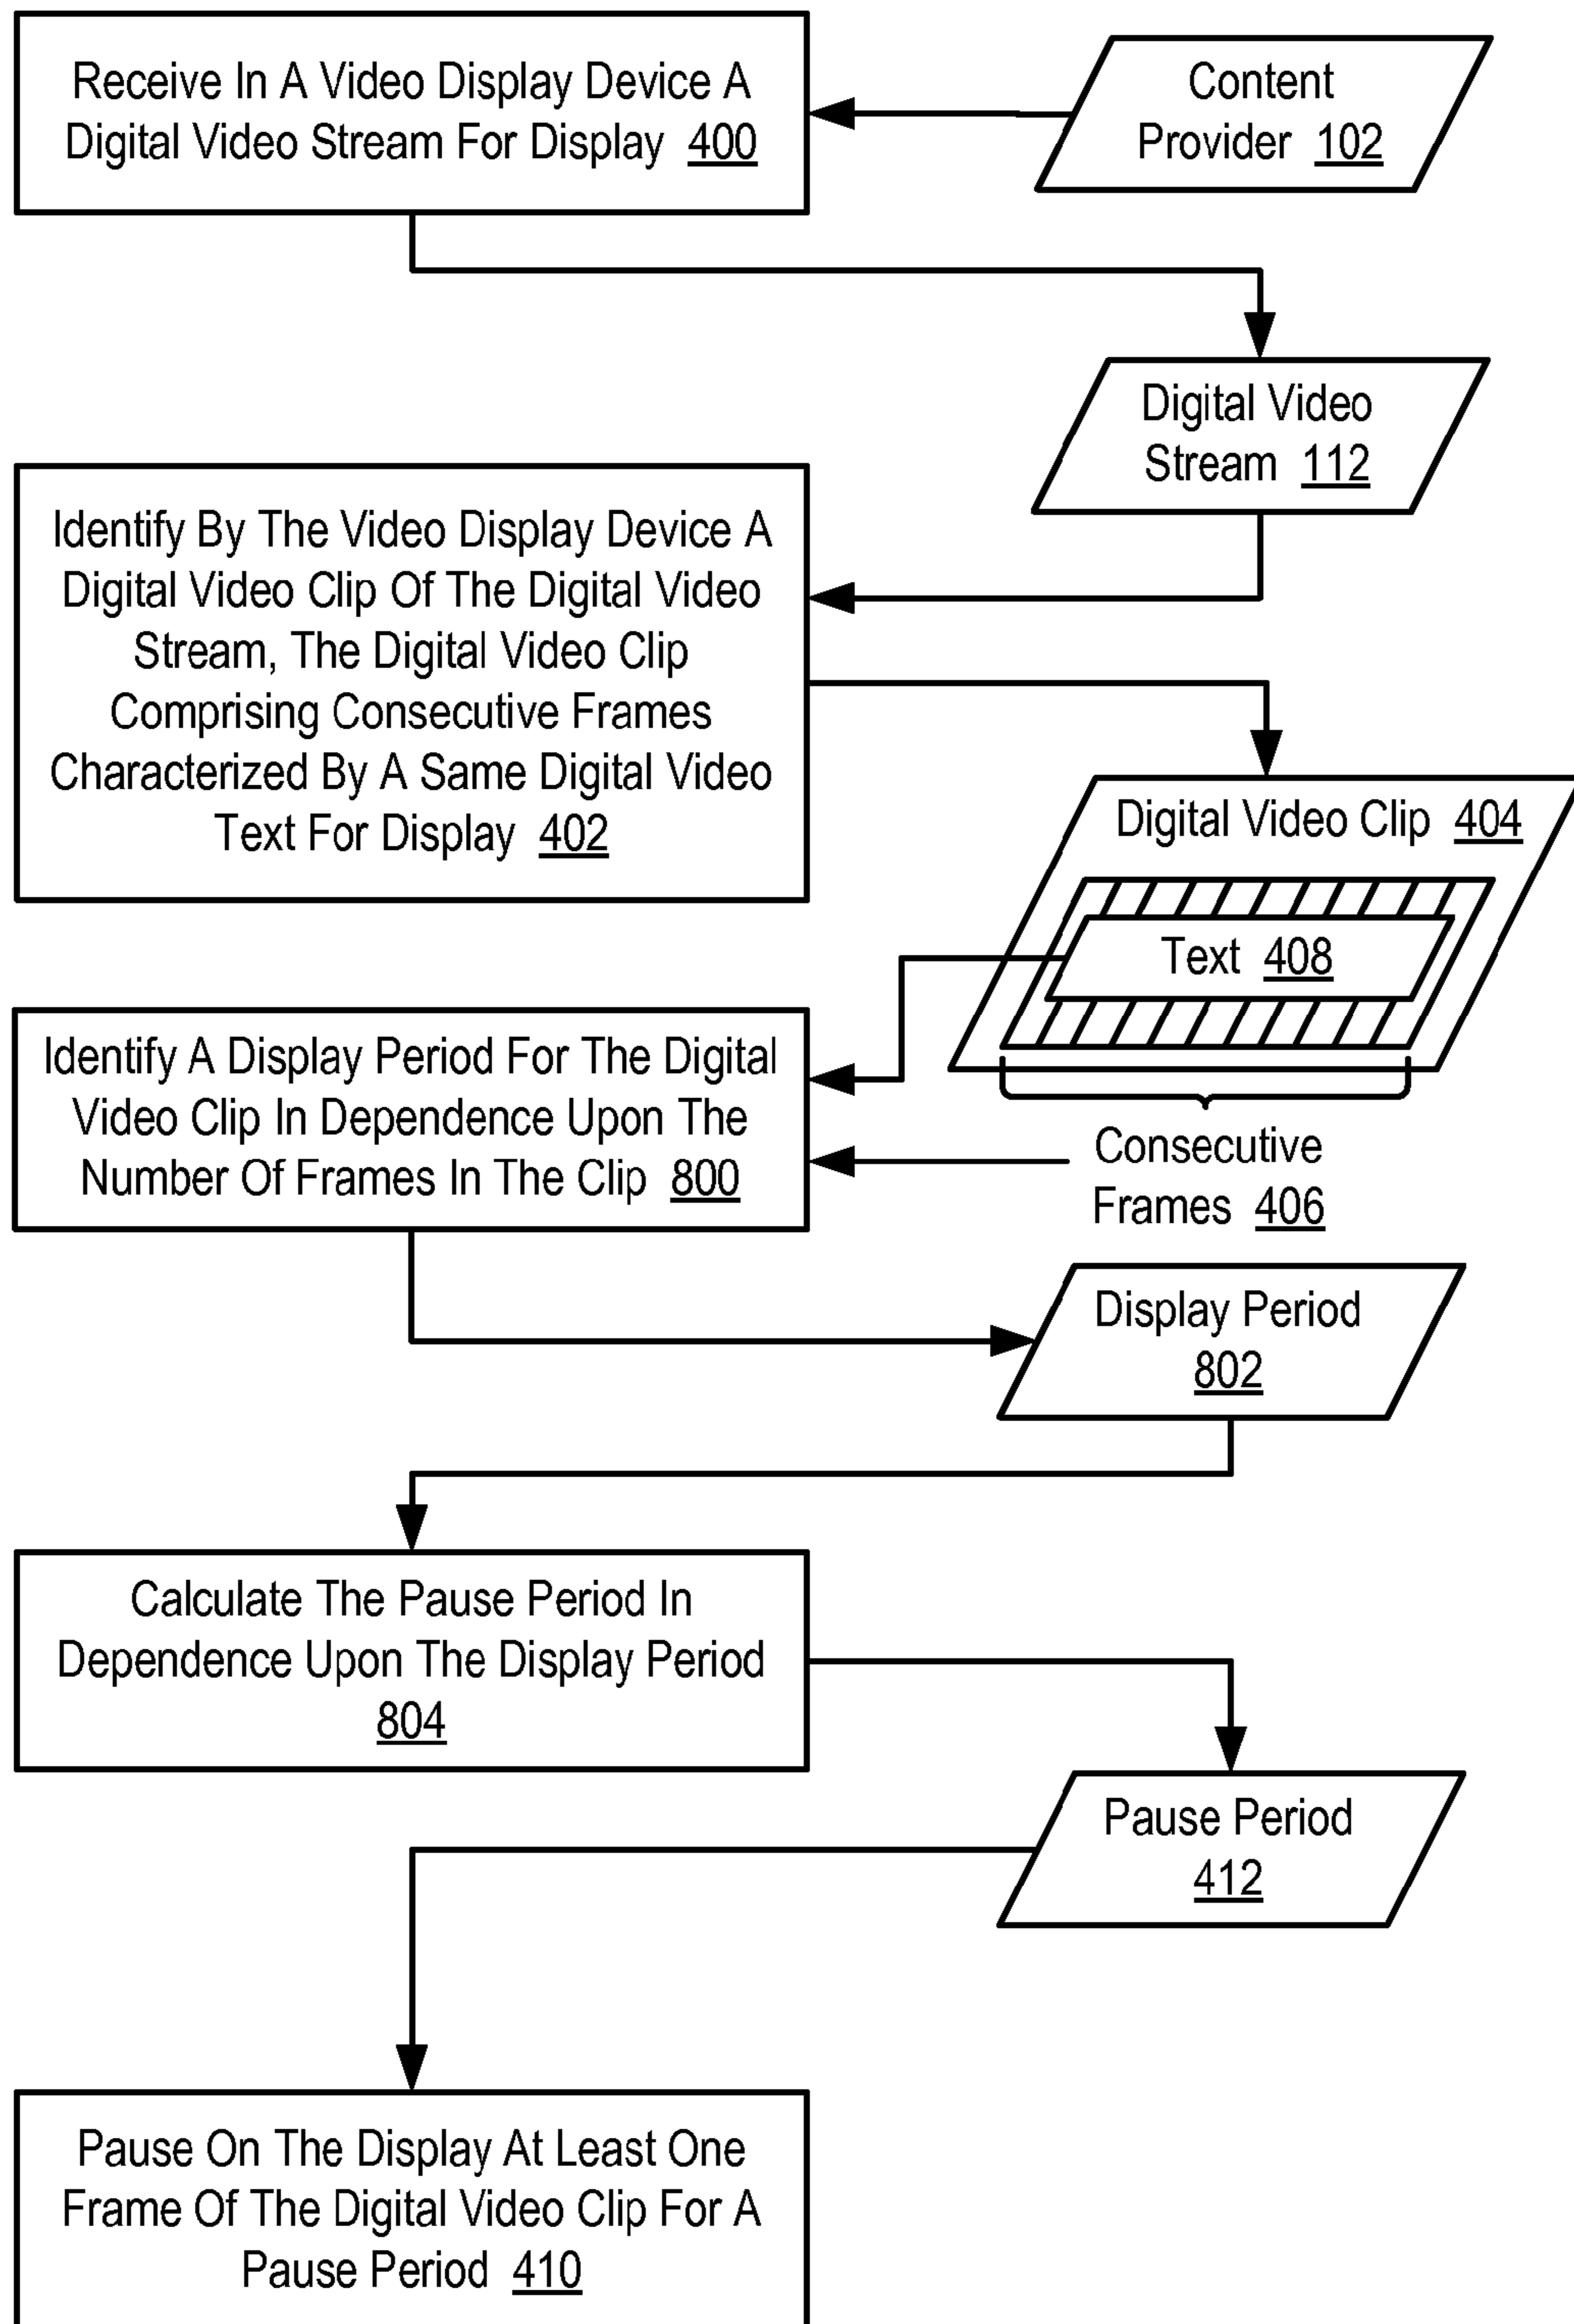 Receive In A Video Display Device A
Digital Video Stream For Display 400
Content
Provider 102
Digital Video
Stream 112
Identify By The Video Display Device A
Digital Video Clip Of The Digital Video
Stream, The Digital Video Clip
Comprising Consecutive Frames
Characterized By A Same Digital Video
Text For Display 402
Digital Video Clip 404
Text 408
Consecutive
Frames 406
Identify A Display Period For The Digital
Video Clip In Dependence Upon The
Number Of Frames In The Clip 800
Display Period
802
Calculate The Pause Period In
Dependence Upon The Display Period
804
Pause Period
412
Pause On The Display At Least One
Frame Of The Digital Video Clip For A
Pause Period 410